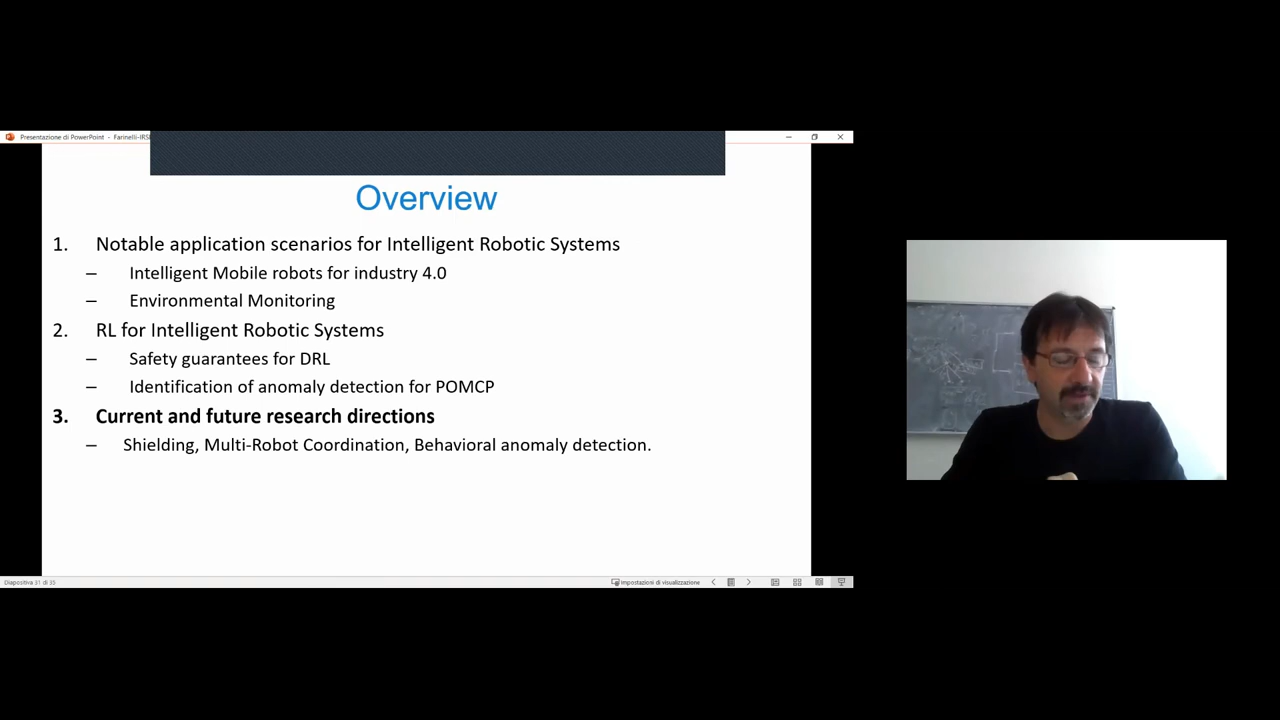 Presentazione di PowerPoint - Farinelli-IRSL
Overview
1. Notable application scenarios for Intelligent Robotic Systems
– Intelligent Mobile robots for industry 4.0
– Environmental Monitoring
2. RL for Intelligent Robotic Systems
– Safety guarantees for DRL
– Identification of anomaly detection for POMCP
3. Current and future research directions
– Shielding, Multi-Robot Coordination, Behavioral anomaly detection.
Diapositiva 31 di 35
Impostazioni di visualizzazione